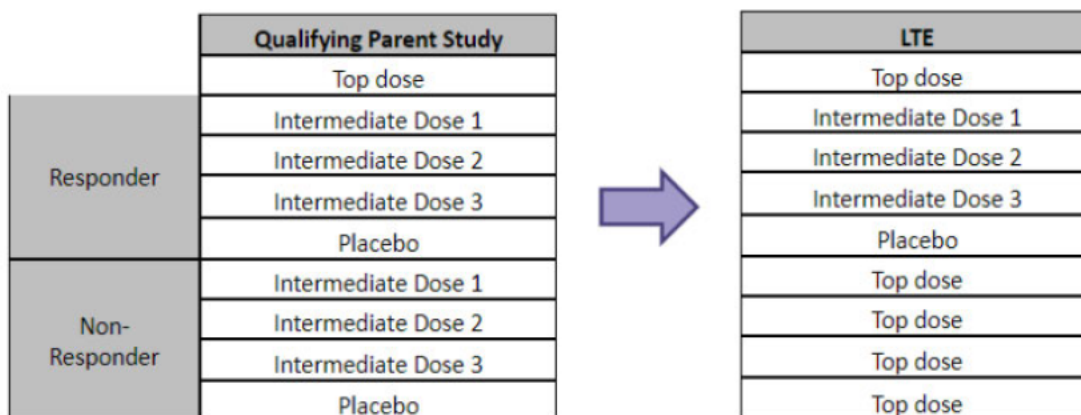 Qualifying Parent Study
LTE
Top dose
Top dose
Responder
Intermediate Dose 1
Intermediate Dose 1
Intermediate Dose 2
Intermediate Dose 2
Intermediate Dose 3
Intermediate Dose 3
Placebo
Placebo
Non-
Responder
Intermediate Dose 1
Top dose
Intermediate Dose 2
Top dose
Intermediate Dose 3
Top dose
Placebo
Top dose